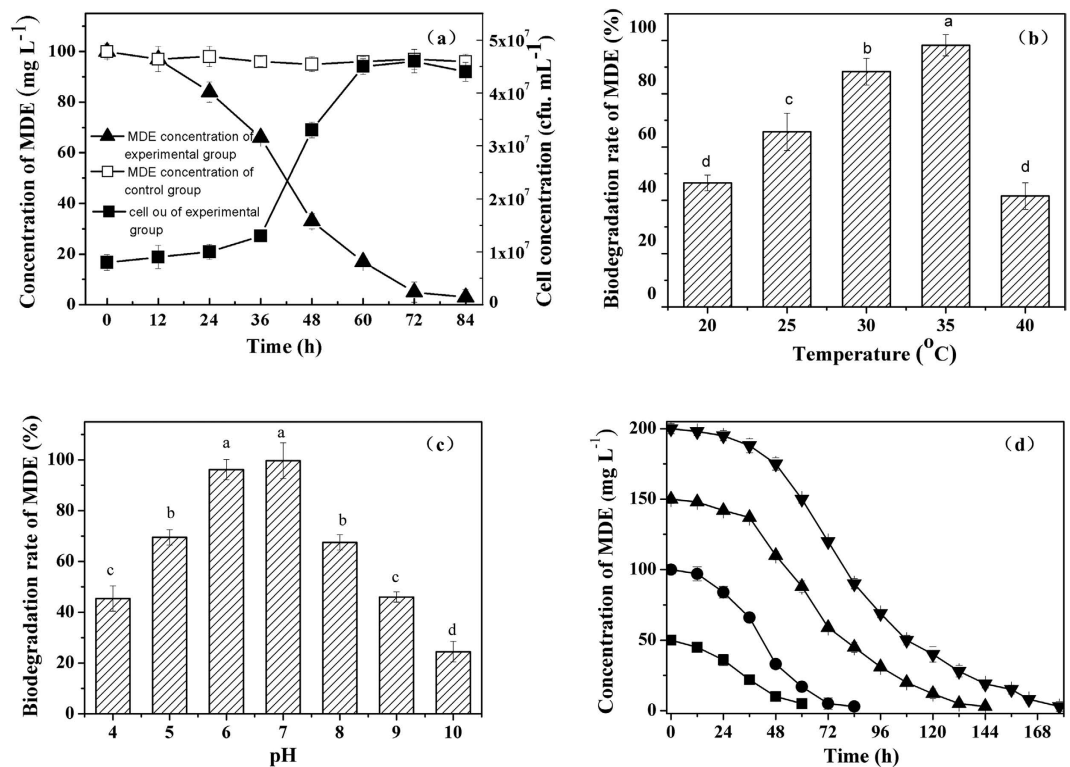 (a)
Concentration of MDE (mg L⁻¹)
100
80
60
40
20
0
5x10⁷
4x10⁷
3x10⁷
2x10⁷
1x10⁷
0
Cell concentration (cfu. mL⁻¹)
MDE concentration of
experimental group
MDE concentration of
control group
cell ou of experimental
group
0 12 24 36 48 60 72 84
Time (h)
(b)
Biodegradation rate of MDE (%)
100
80
60
40
20
0
d c b a d
20 25 30 35 40
Temperature (°C)
(c)
Biodegradation rate of MDE (%)
100
80
60
40
20
0
c b a a b c d
4 5 6 7 8 9 10
pH
(d)
Concentration of MDE (mg L⁻¹)
200
150
100
50
0
0 24 48 72 96 120 144 168
Time (h)